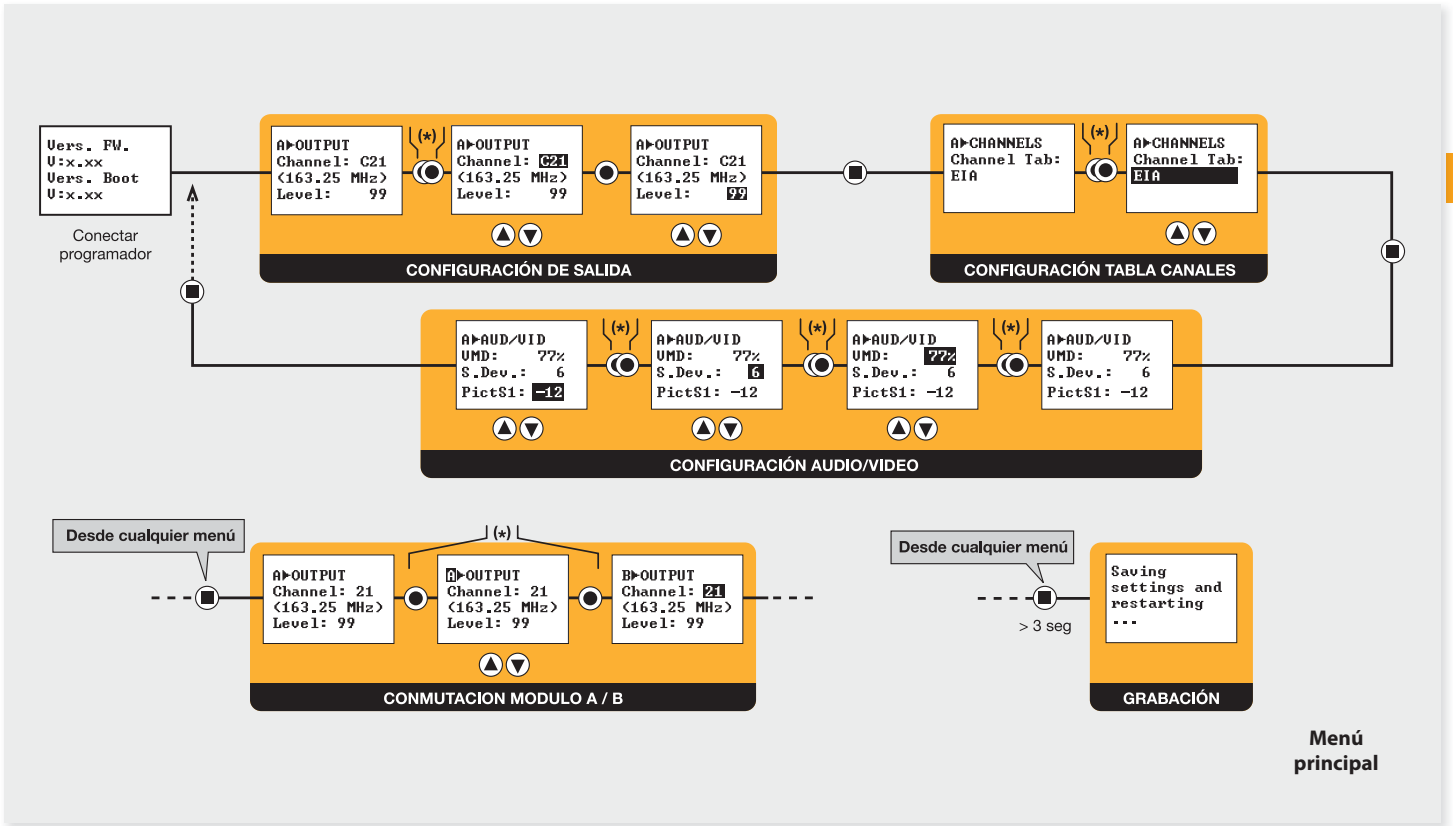 Vers. FW.
V:x.xx
Vers. Boot
V:x.xx
Conectar
programador
A▶OUTPUT
Channel: C21
(163.25 MHz)
Level: 99
(*)
A▶OUTPUT
Channel: C21
(163.25 MHz)
Level: 99
A▶OUTPUT
Channel: C21
(163.25 MHz)
Level: 99
CONFIGURACIÓN DE SALIDA
A▶CHANNELS
Channel Tab:
EIA
(*)
A▶CHANNELS
Channel Tab:
EIA
CONFIGURACIÓN TABLA CANALES
A▶AUD/VID
VMD: 77%
S.Dev.: 6
PictS1: -12
(*)
A▶AUD/VID
VMD: 77%
S.Dev.: 6
PictS1: -12
(*)
A▶AUD/VID
VMD: 77%
S.Dev.: 6
PictS1: -12
(*)
A▶AUD/VID
VMD: 77%
S.Dev.: 6
PictS1: -12
CONFIGURACIÓN AUDIO/VIDEO
Desde cualquier menú
A▶OUTPUT
Channel: 21
(163.25 MHz)
Level: 99
(*)
A▶OUTPUT
Channel: 21
(163.25 MHz)
Level: 99
B▶OUTPUT
Channel: 21
(163.25 MHz)
Level: 99
CONMUTACION MODULO A / B
Desde cualquier menú
> 3 seg
Saving
settings and
restarting
...
GRABACIÓN
Menú
principal